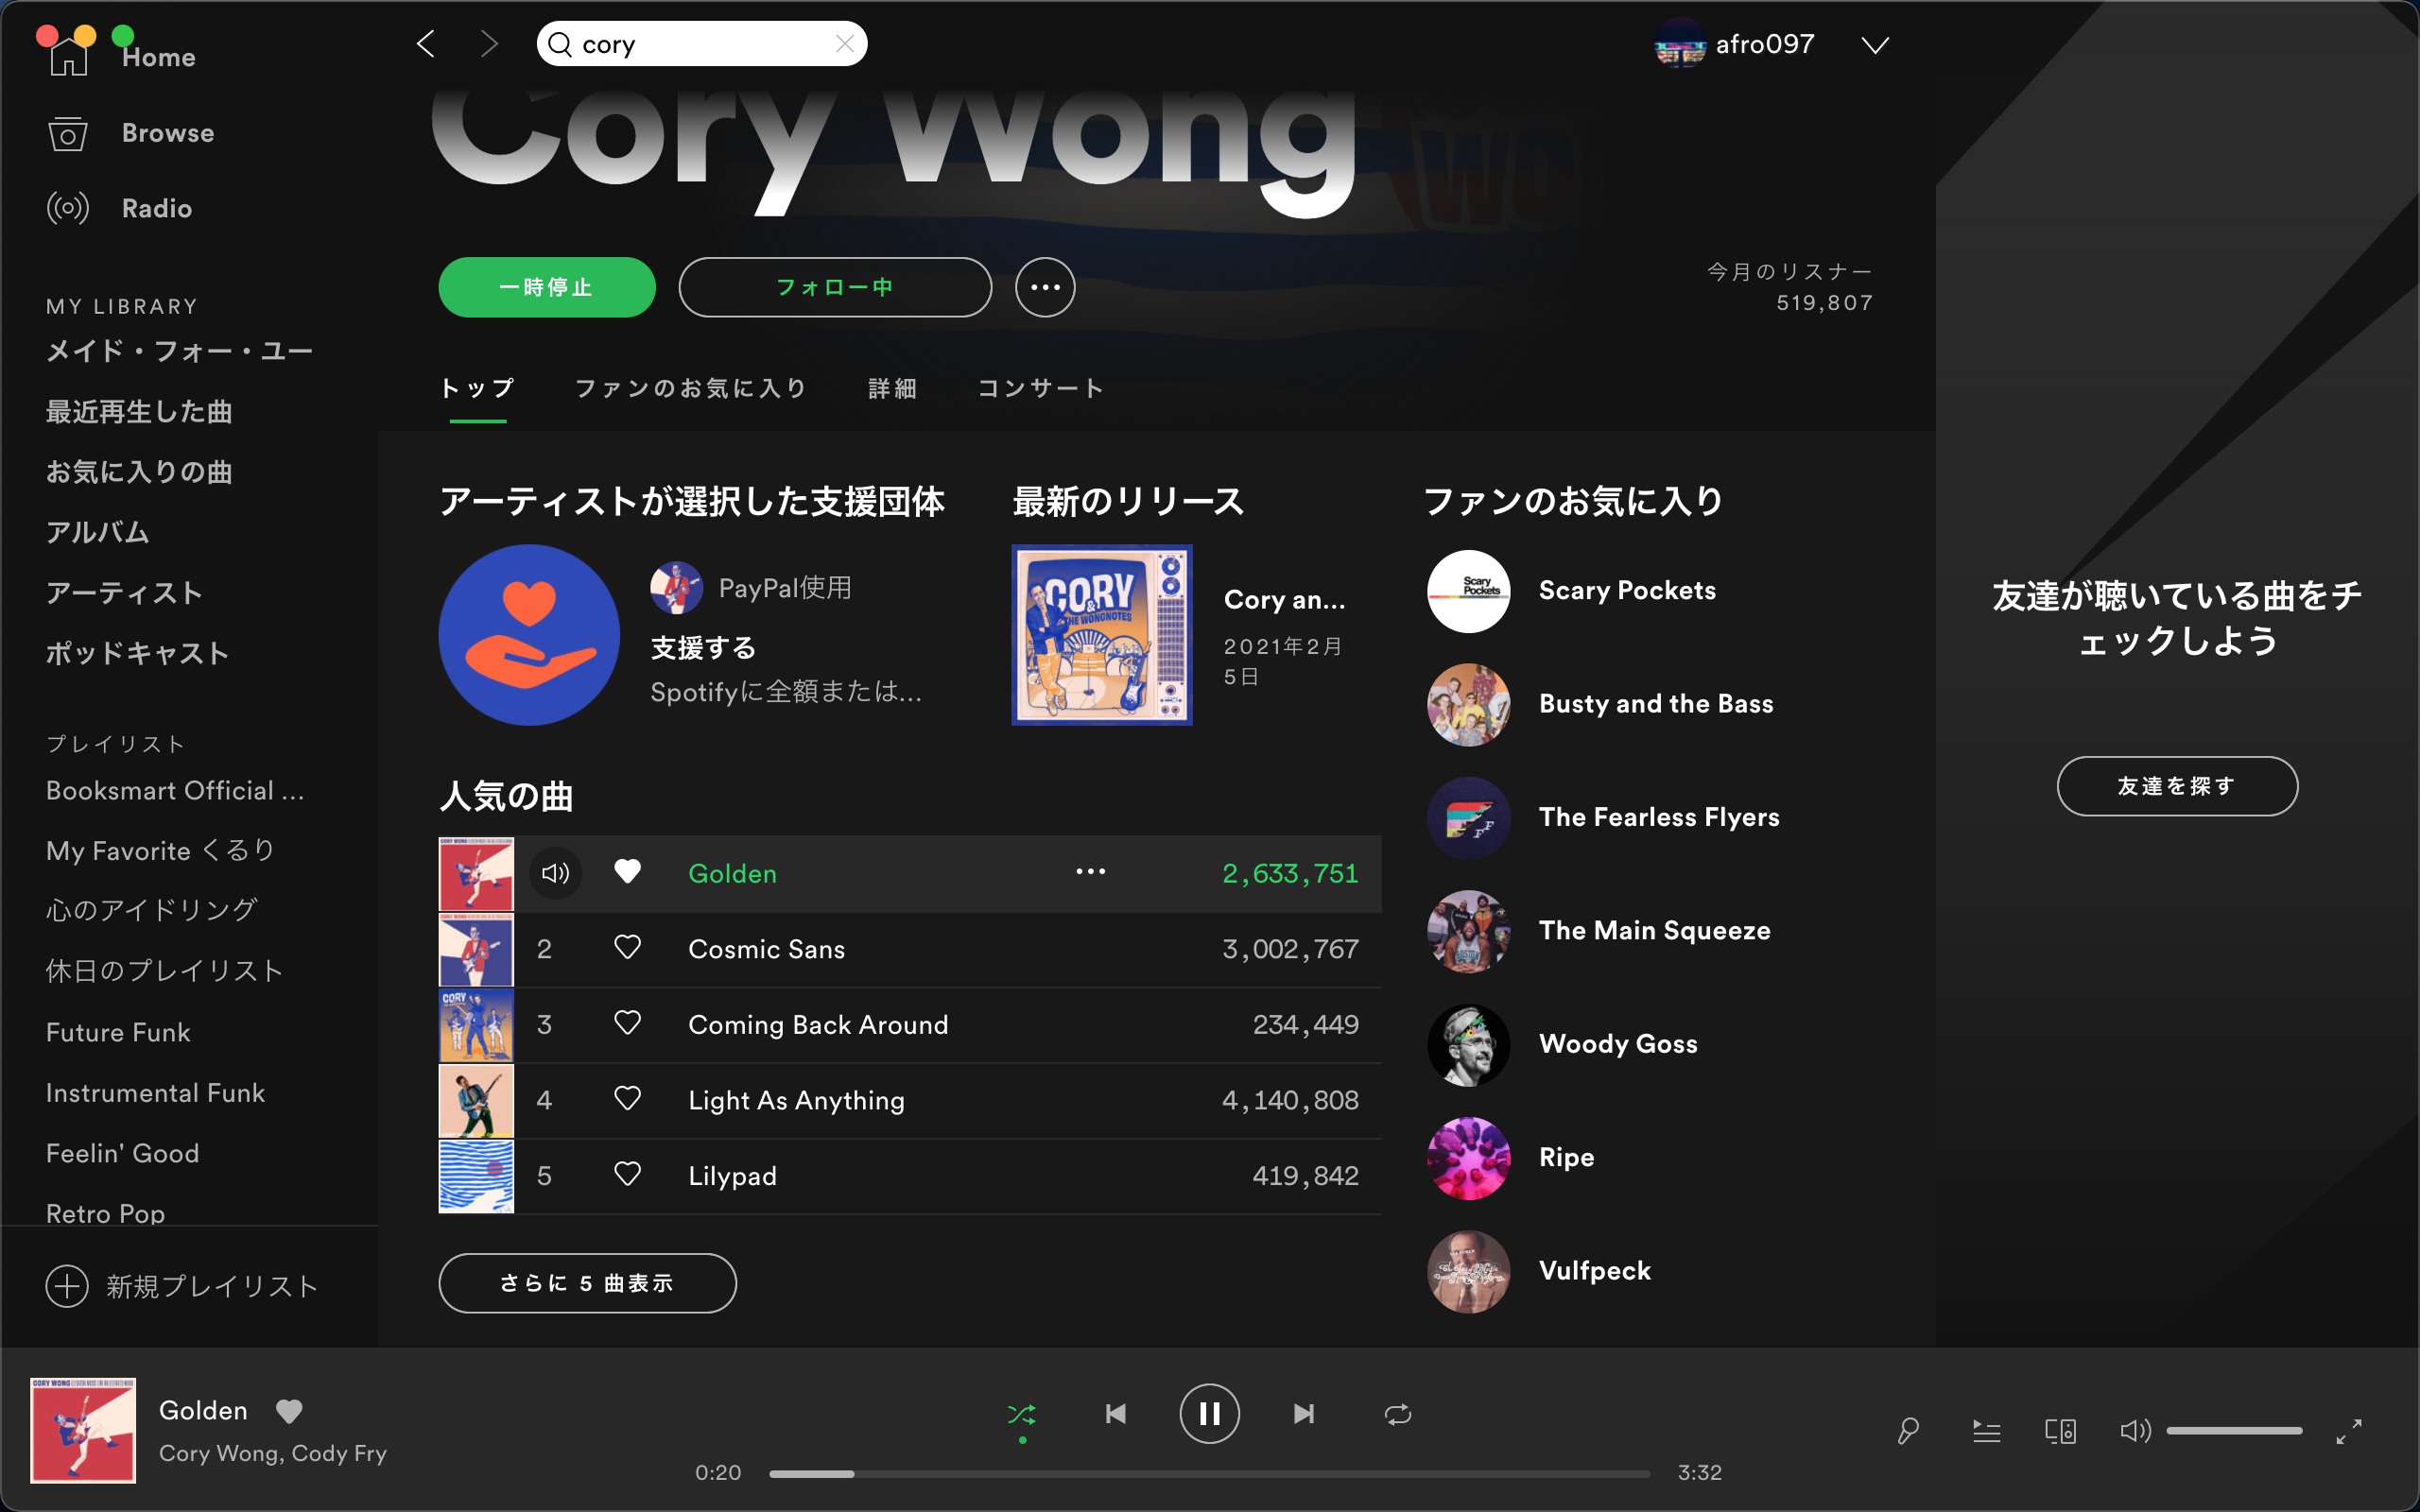 Home
Browse
Radio
MY LIBRARY
メイド・フォー・ユー
最近再生した曲
お気に入りの曲
アルバム
アーティスト
ポッドキャスト
プレイリスト
Booksmart Official ...
My Favorite くるり
心のアイドリング
休日のプレイリスト
Future Funk
Instrumental Funk
Feelin' Good
Retro Pop
新規プレイリスト
cory
afro097
Cory Wong
一時停止
フォロー中
今月のリスナー
519,807
トップ
ファンのお気に入り
詳細
コンサート
アーティストが選択した支援団体
PayPal使用
支援する
Spotifyに全額または...
最新のリリース
CORY
&
THE WONGNOTES
Cory an...
2021年2月
5日
人気の曲
Golden
2,633,751
2
Cosmic Sans
3,002,767
3
Coming Back Around
234,449
4
Light As Anything
4,140,808
5
Lilypad
419,842
さらに 5 曲表示
ファンのお気に入り
Scary
Pockets
Scary Pockets
Busty and the Bass
The Fearless Flyers
The Main Squeeze
Woody Goss
Ripe
Vulfpeck
友達が聴いている曲をチ
ェックしよう
友達を探す
CORY WONG
Golden
Cory Wong, Cody Fry
0:20
3:32